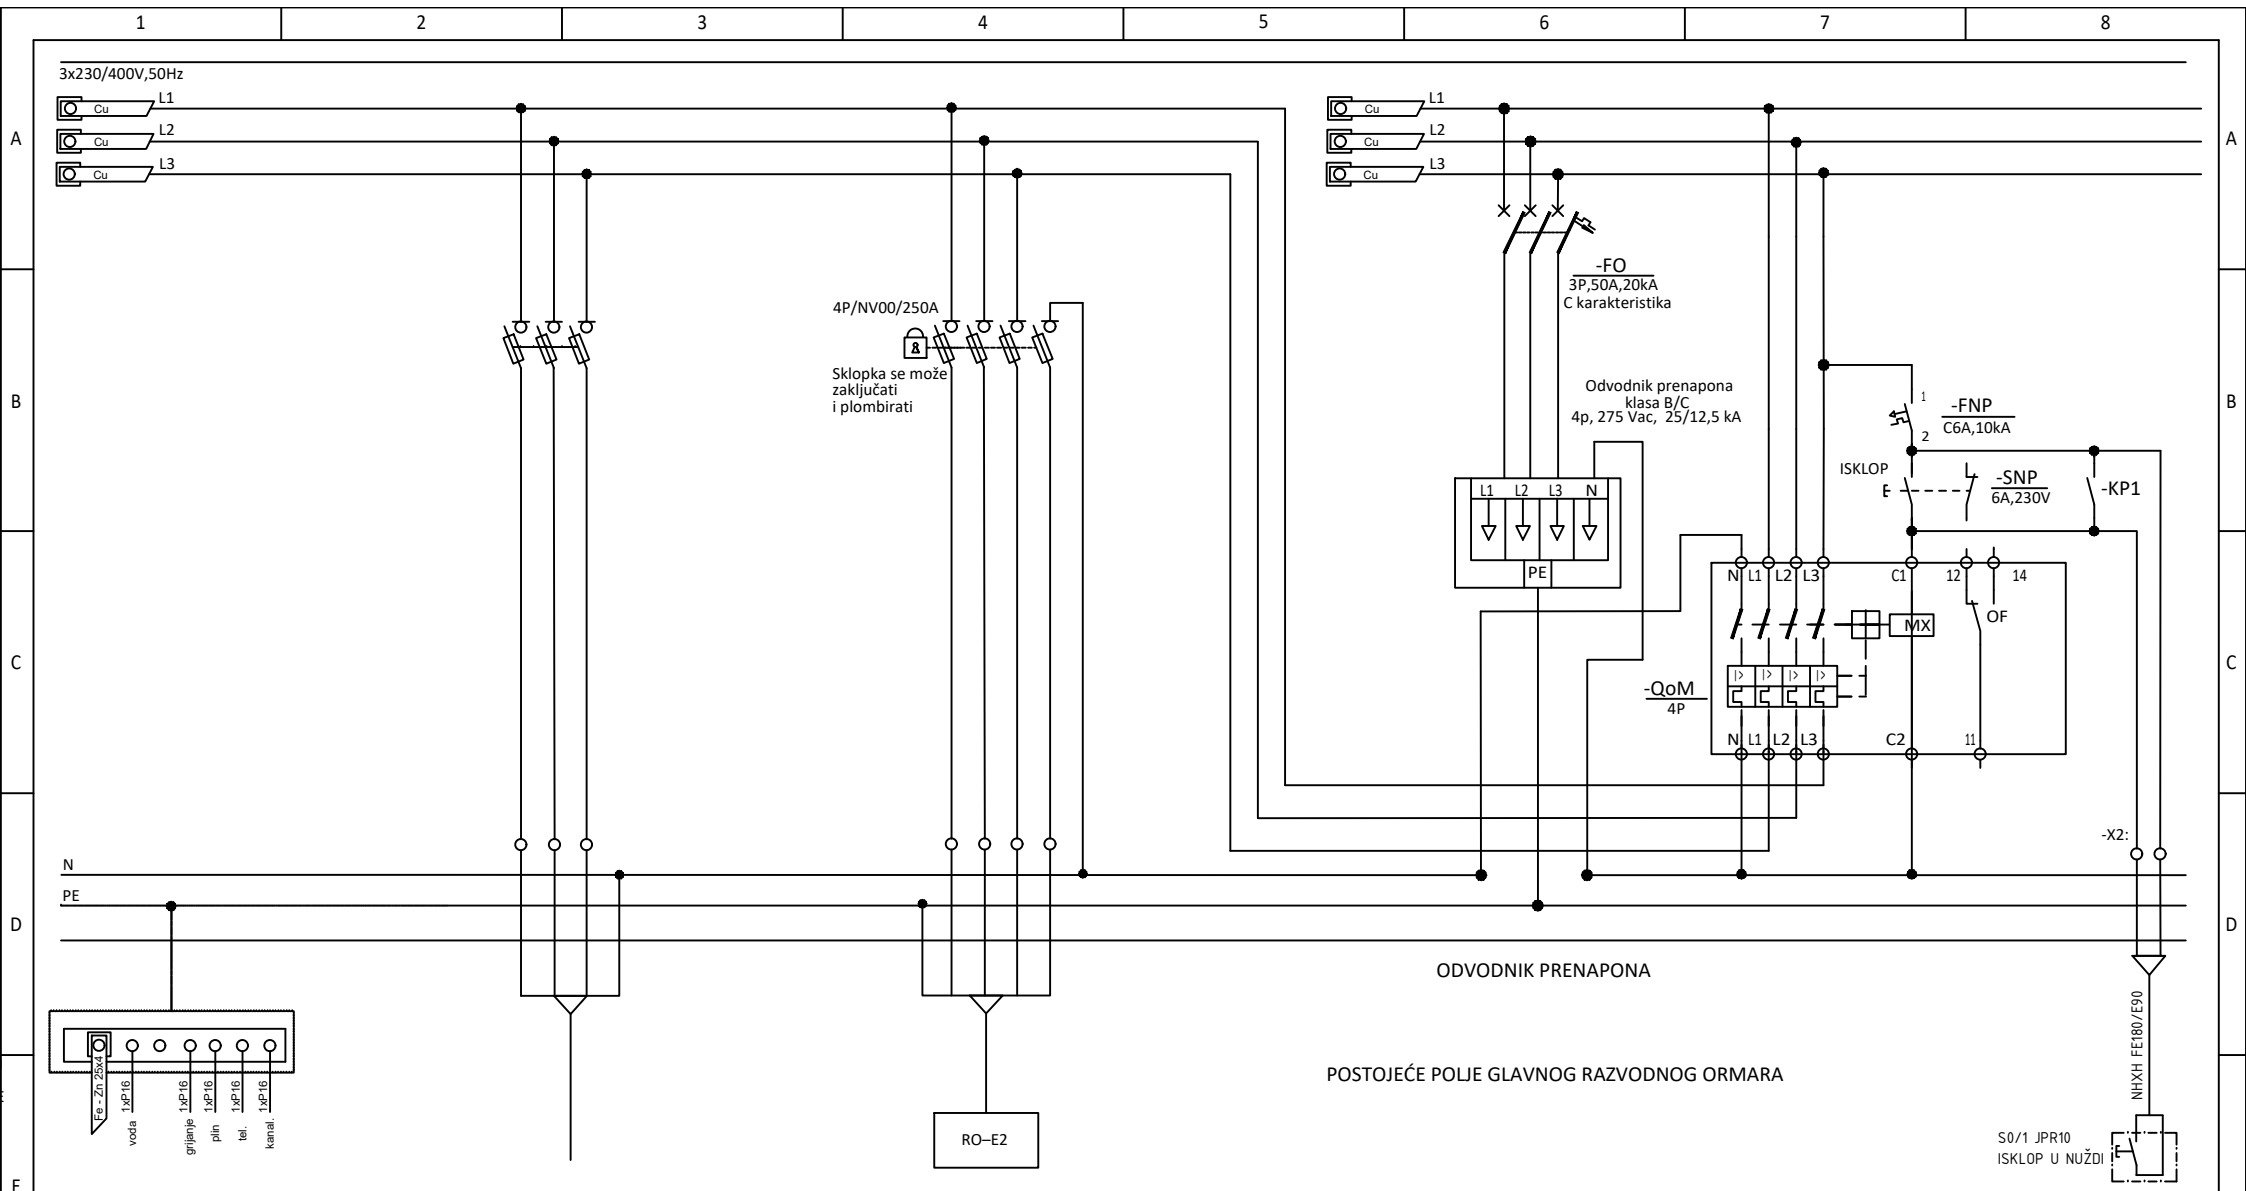 1 2 3 4 5 6 7 8
3x230/400V,50Hz
Cu L1
Cu L2
Cu L3
Cu L1
Cu L2
Cu L3
A A
-FO
3P,50A,20kA
C karakteristika
4P/NV00/250A
Sklopka se može
zaključati
i plombirati
Odvodnik prenapona
klasa B/C
4p, 275 Vac, 25/12,5 kA
B B
1
-FNP
C6A,10kA
2
ISKLOP
-SNP
6A,230V
-KP1
L1 L2 L3 N
PE
N L1 L2 L3 C1 12 14
OF
MX
C C
-QoM
4P
I> I> I> I>
N L1 L2 L3 C2 11
-X2:
N
PE
D D
ODVODNIK PRENAPONA
POSTOJEĆE POLJE GLAVNOG RAZVODNOG ORMARA
Fe - Zn 25x4
voda 1xP16
grijanje 1xP16
plin 1xP16
tel. 1xP16
kanal. 1xP16
RO–E2
NHXH FE180/E90
S0/1 JPR10
ISKLOP U NUŽDI